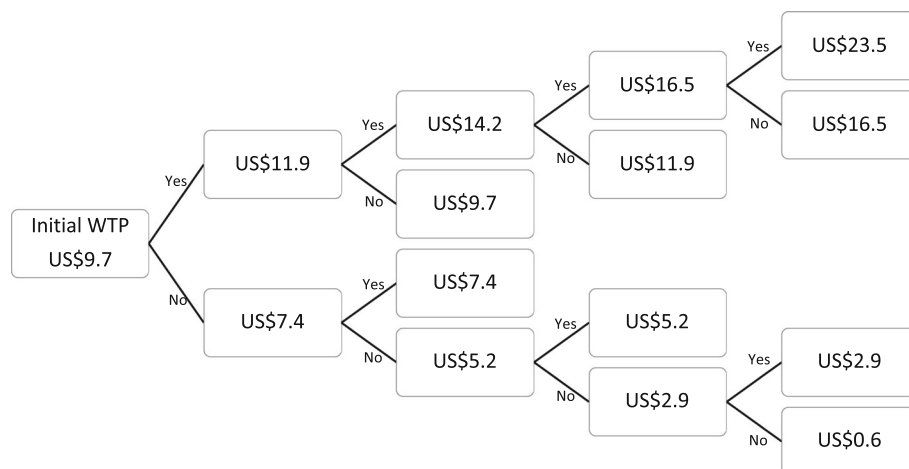 US$23.5
Yes
US$16.5
Yes
No
US$16.5
US$14.2
Yes
No
US$11.9
US$11.9
Yes
No
US$9.7
Initial WTP
US$9.7
No
US$7.4
Yes
US$7.4
No
US$5.2
Yes
US$5.2
No
US$2.9
Yes
US$2.9
No
US$0.6